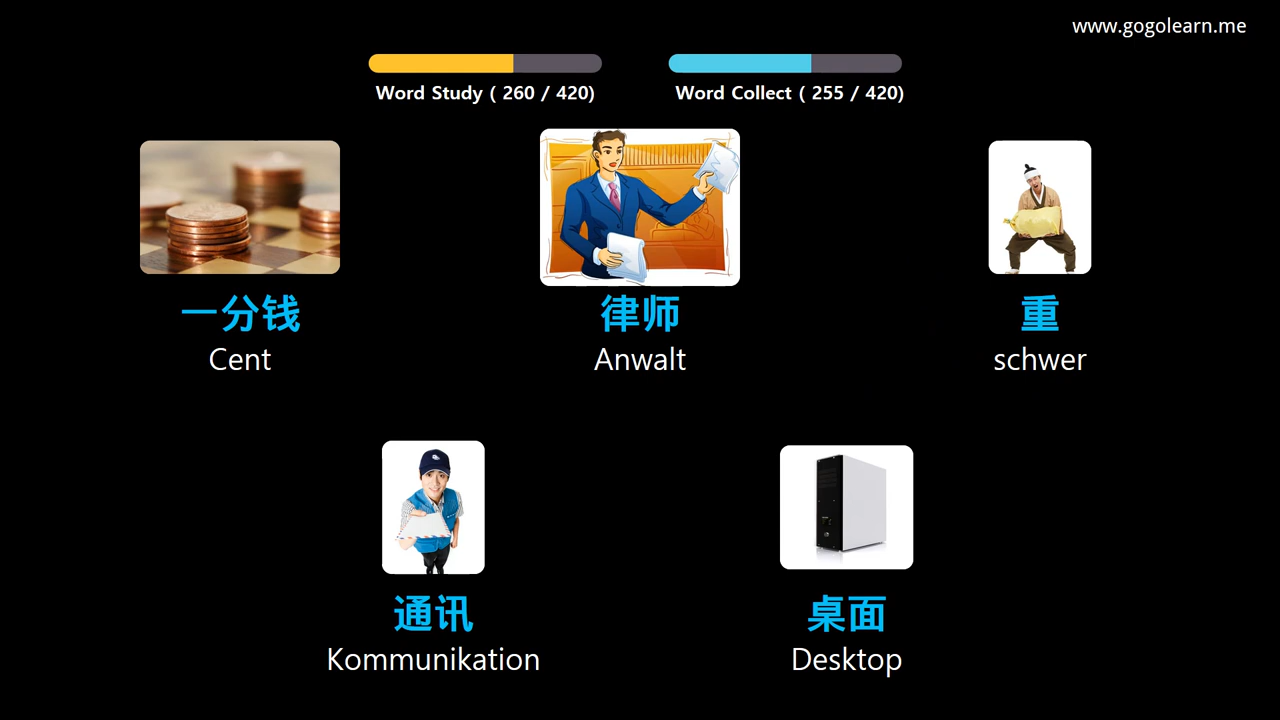 www.gogolearn.me
Word Study ( 260 / 420)
Word Collect ( 255 / 420)
一分钱
Cent
律师
Anwalt
重
schwer
通讯
Kommunikation
桌面
Desktop